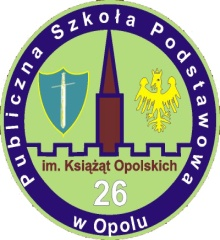 Publiczna Szkoła Podstawowa
im. Książąt Opolskich
26
w Opolu